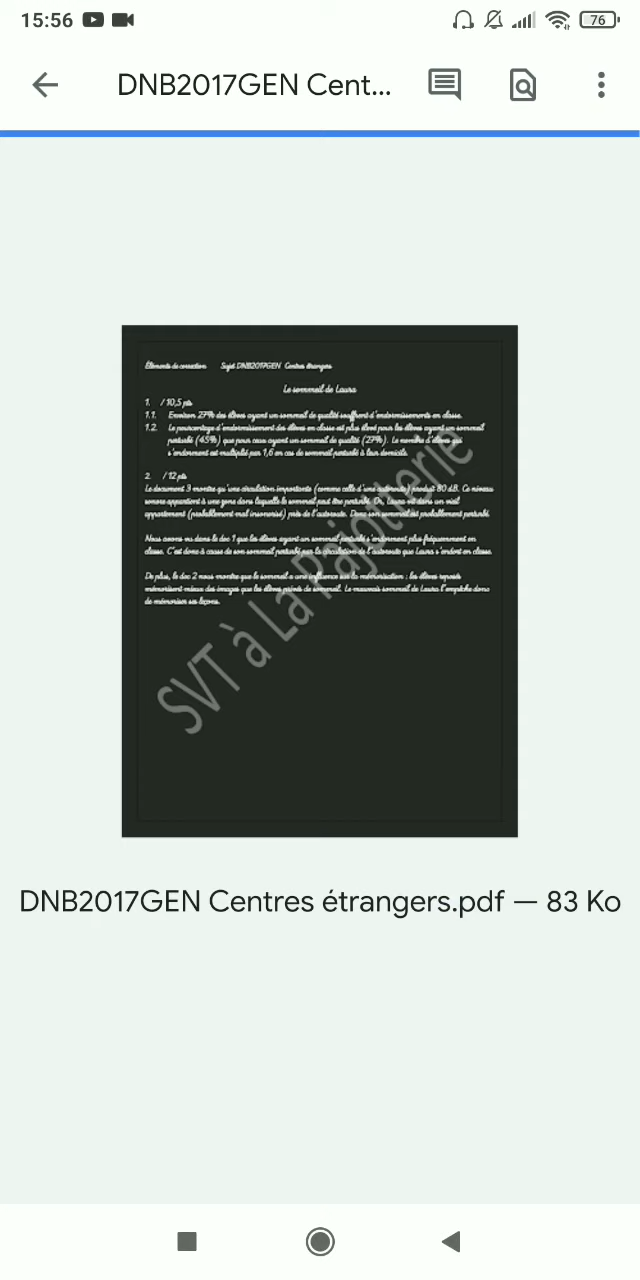 15:56
76
DNB2017GEN Cent...
Éléments de correction Sujet DNB2017GEN Centres étrangers
Le sommeil de Laura
1. / 10,5 pts
1.1. Environ 27% des élèves ayant un sommeil de qualité souffrent d'endormissements en classe.
1.2. Le pourcentage d'endormissement des élèves en classe est plus élevé pour les élèves ayant un sommeil
perturbé (45%) que pour ceux ayant un sommeil de qualité (27%). Le nombre d'élèves qui
s'endorment est multiplié par 1,6 en cas de sommeil perturbé à leur domicile.
2. / 12 pts
Le document 3 montre qu'une circulation importante (comme celle d'une autoroute) produit 80 dB. Ce niveau
sonore appartient à une zone dans laquelle le sommeil peut être perturbé. Or, Laura vit dans un vieil
appartement (probablement mal insonorisé) près de l'autoroute. Donc son sommeil est probablement perturbé.
Nous avons vu dans le doc 1 que les élèves ayant un sommeil perturbé s'endorment plus fréquemment en
classe. C'est donc à cause de son sommeil perturbé par la circulation de l'autoroute que Laura s'endort en classe.
De plus, le doc 2 nous montre que le sommeil a une influence sur la mémorisation : les élèves reposés
mémorisent mieux des images que les élèves privés de sommeil. Le mauvais sommeil de Laura l'empêche donc
de mémoriser ses leçons.
SVT à La Pajoquerie
DNB2017GEN Centres étrangers.pdf — 83 Ko